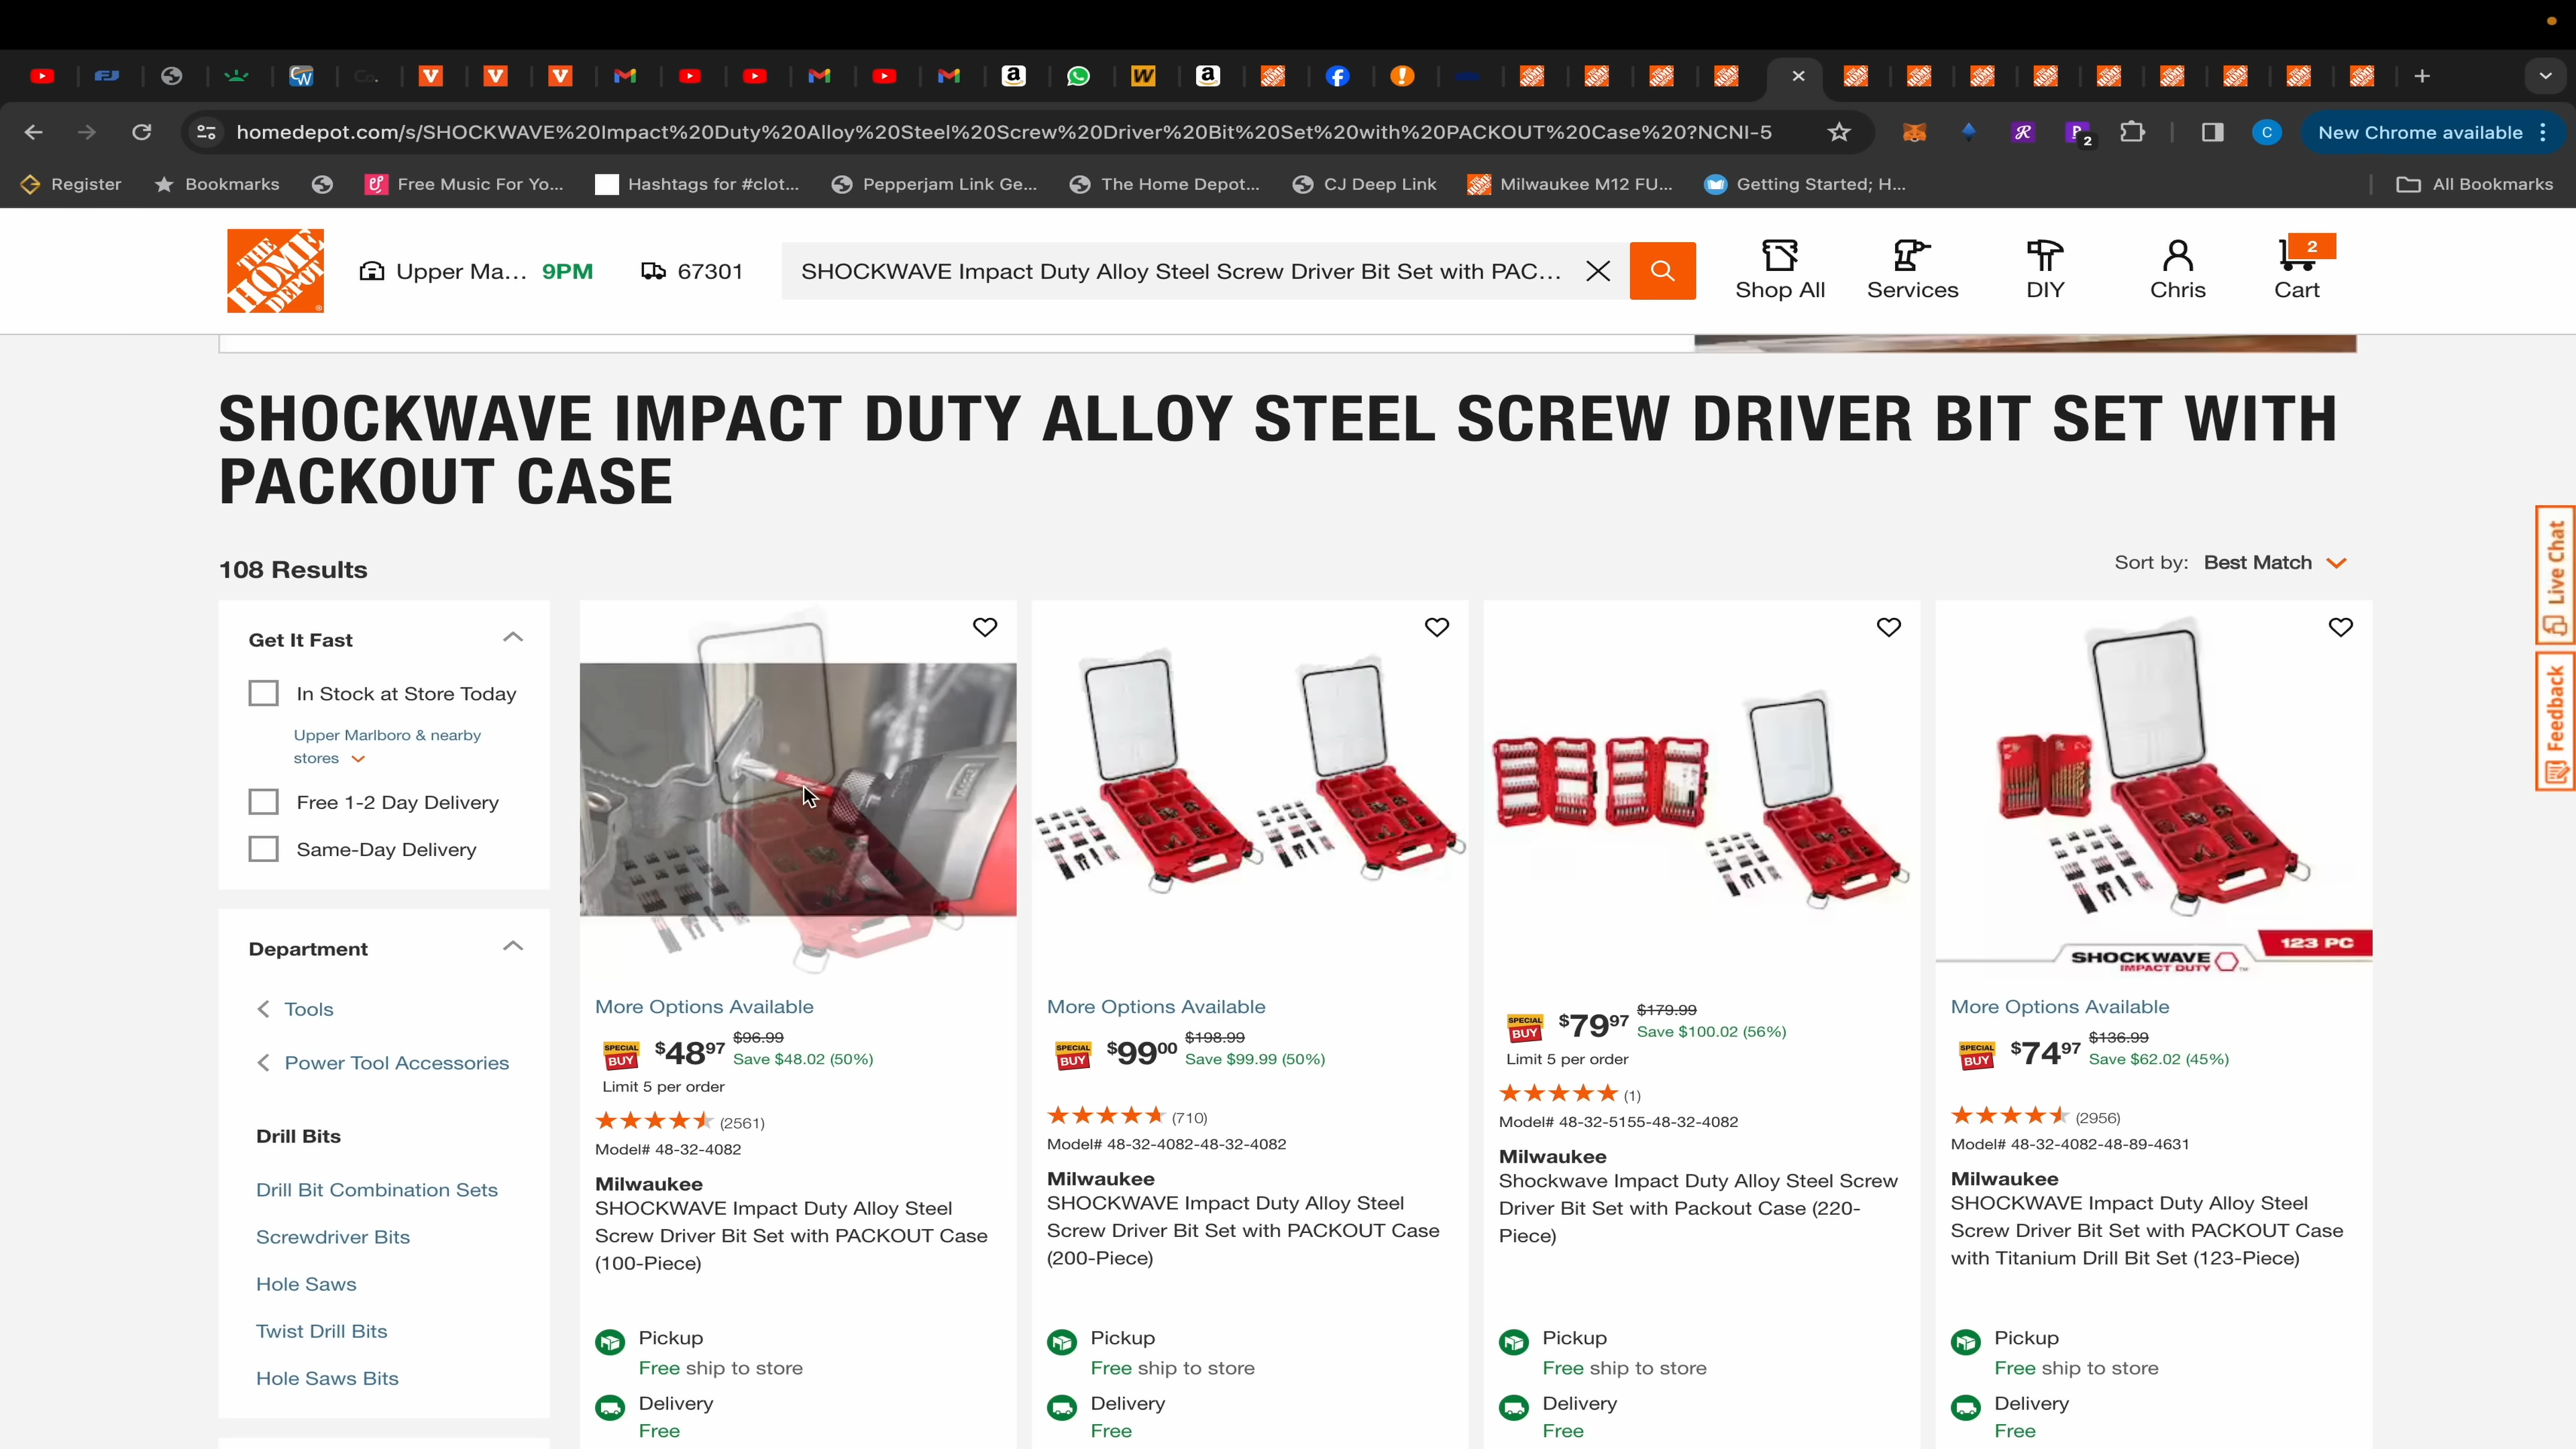 homedepot.com/s/SHOCKWAVE%20Impact%20Duty%20Alloy%20Steel%20Screw%20Driver%20Bit%20Set%20with%20PACKOUT%20Case%20?NCNI-5
2
C
New Chrome available
Register
Bookmarks
Free Music For Yo...
Hashtags for #clot...
Pepperjam Link Ge...
The Home Depot...
CJ Deep Link
Milwaukee M12 FU...
Getting Started; H...
All Bookmarks
THE HOME DEPOT
Upper Ma... 9PM
67301
SHOCKWAVE Impact Duty Alloy Steel Screw Driver Bit Set with PAC...
Shop All
Services
DIY
Chris
2
Cart
SHOCKWAVE IMPACT DUTY ALLOY STEEL SCREW DRIVER BIT SET WITH
PACKOUT CASE
108 Results
Sort by: Best Match
Live Chat
Feedback
Get It Fast
In Stock at Store Today
Upper Marlboro & nearby
stores
Free 1-2 Day Delivery
Same-Day Delivery
Department
Tools
Power Tool Accessories
Drill Bits
Drill Bit Combination Sets
Screwdriver Bits
Hole Saws
Twist Drill Bits
Hole Saws Bits
More Options Available
SPECIAL BUY $48 97 $96.99
Save $48.02 (50%)
Limit 5 per order
(2561)
Model# 48-32-4082
Milwaukee
SHOCKWAVE Impact Duty Alloy Steel
Screw Driver Bit Set with PACKOUT Case
(100-Piece)
Pickup
Free ship to store
Delivery
Free
More Options Available
SPECIAL BUY $99 00 $198.99
Save $99.99 (50%)
(710)
Model# 48-32-4082-48-32-4082
Milwaukee
SHOCKWAVE Impact Duty Alloy Steel
Screw Driver Bit Set with PACKOUT Case
(200-Piece)
Pickup
Free ship to store
Delivery
Free
SPECIAL BUY $79 97 $179.99
Save $100.02 (56%)
Limit 5 per order
(1)
Model# 48-32-5155-48-32-4082
Milwaukee
Shockwave Impact Duty Alloy Steel Screw
Driver Bit Set with Packout Case (220-
Piece)
Pickup
Free ship to store
Delivery
Free
123 PC
SHOCKWAVE
IMPACT DUTY
More Options Available
SPECIAL BUY $74 97 $136.99
Save $62.02 (45%)
(2956)
Model# 48-32-4082-48-89-4631
Milwaukee
SHOCKWAVE Impact Duty Alloy Steel
Screw Driver Bit Set with PACKOUT Case
with Titanium Drill Bit Set (123-Piece)
Pickup
Free ship to store
Delivery
Free